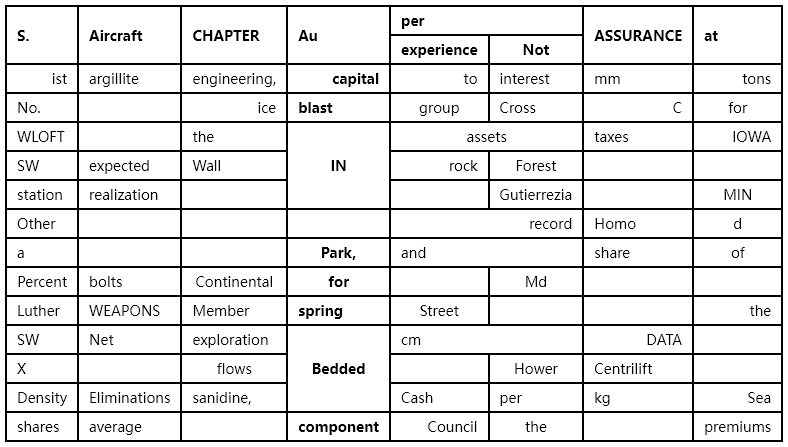 S. Aircraft CHAPTER Au per ASSURANCE at
experience Not
ist argillite engineering, capital to interest mm tons
No. ice blast group Cross C for
WLOFT the assets taxes IOWA
SW expected Wall IN rock Forest
station realization Gutierrezia MIN
Other record Homo d
a Park, and share of
Percent bolts Continental for Md
Luther WEAPONS Member spring Street the
SW Net exploration cm DATA
X flows Bedded Hower Centrilift
Density Eliminations sanidine, Cash per kg Sea
shares average component Council the premiums